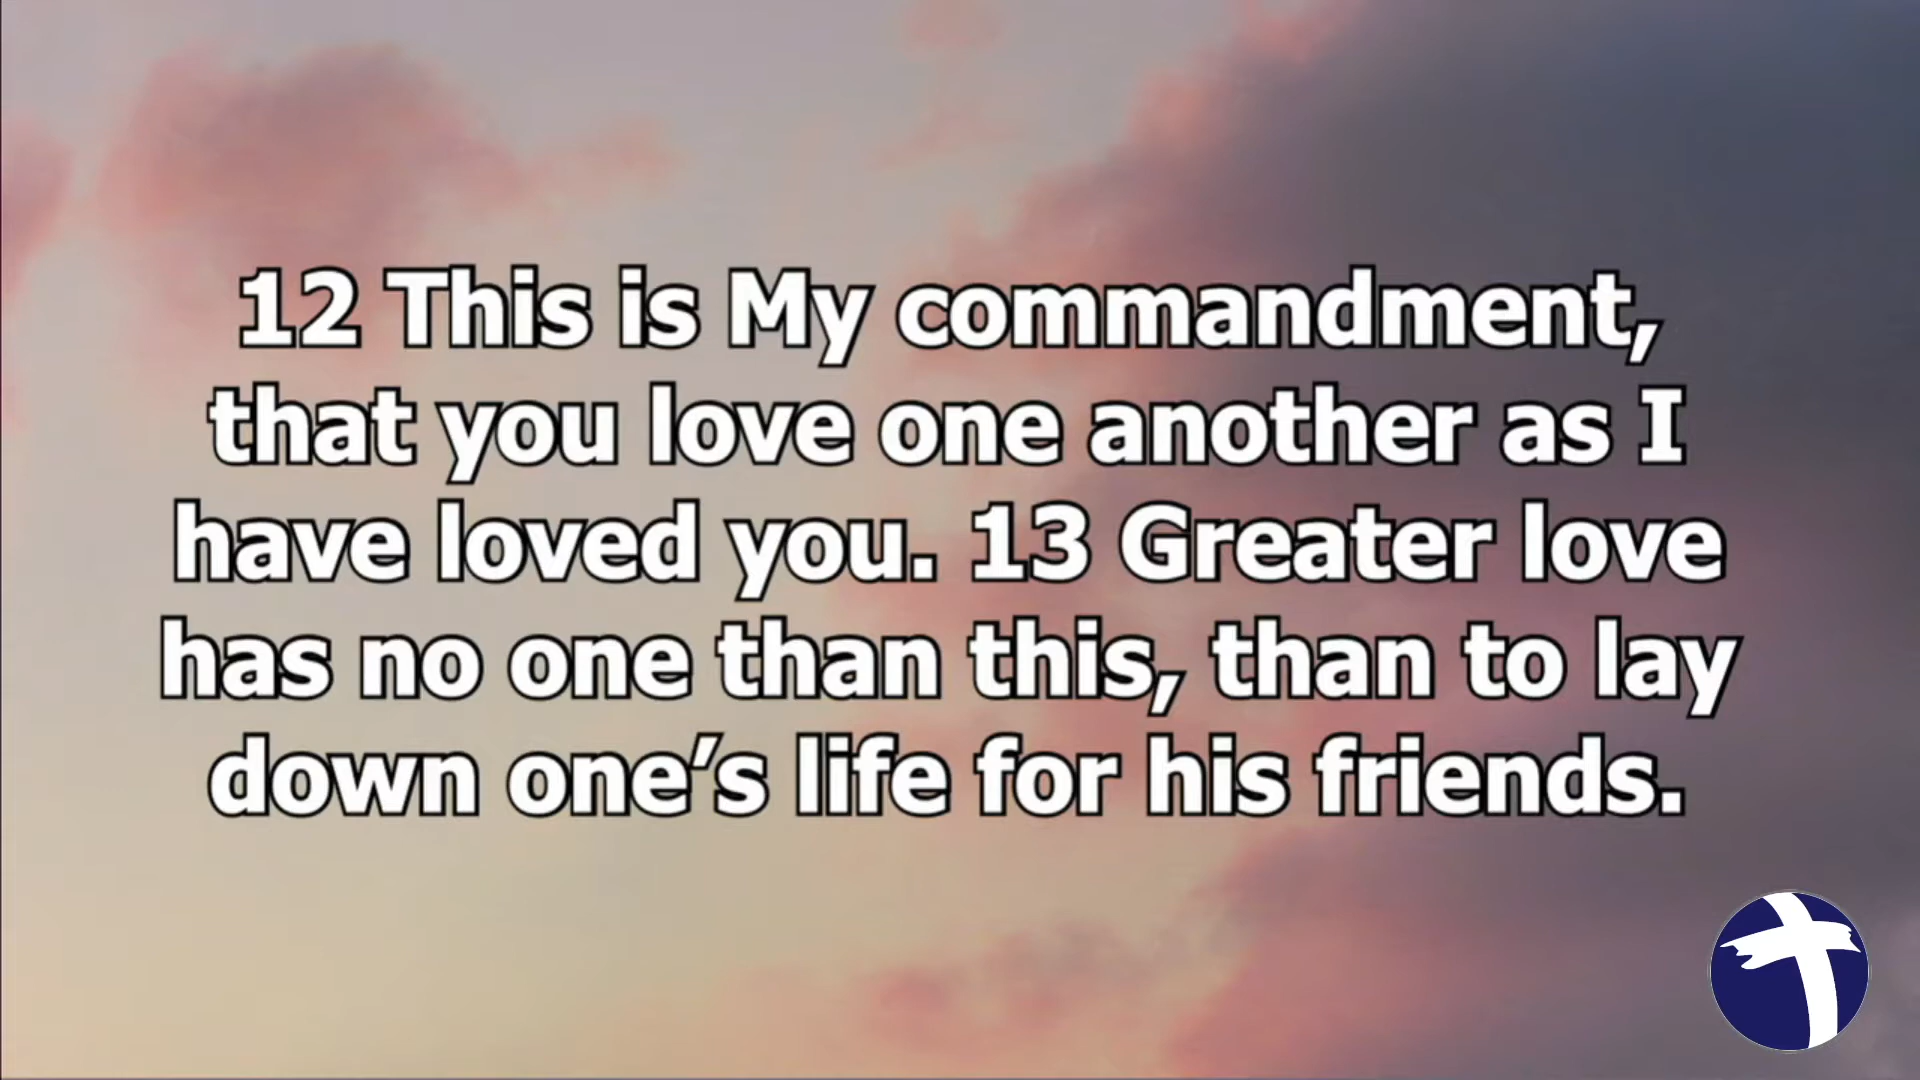 12 This is My commandment,
that you love one another as I
have loved you. 13 Greater love
has no one than this, than to lay
down one’s life for his friends.